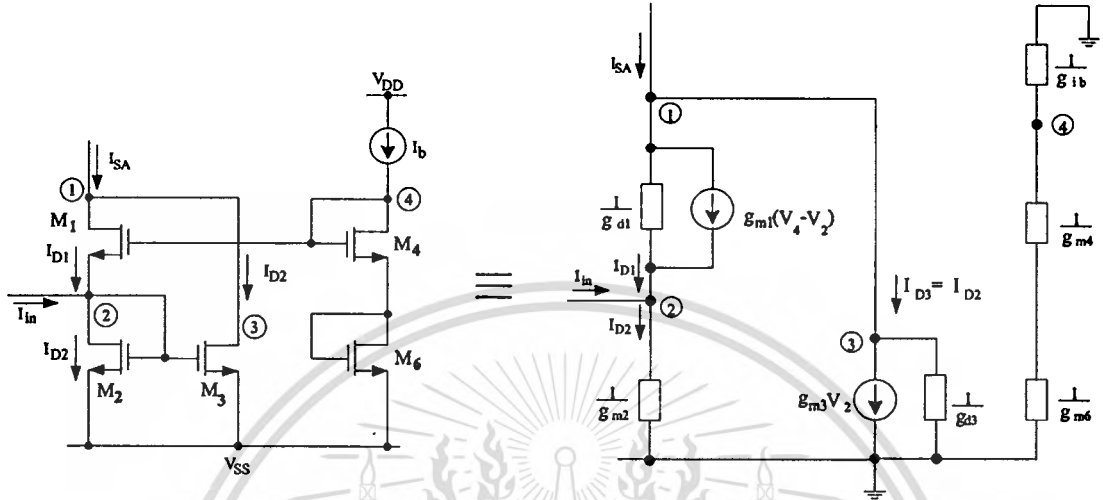 V_DD
I_SA
I_b
①
④
M_1
M_4
I_D1
I_D2
I_in
②
③
I_D2
M_2
M_3
M_6
V_SS
≡
I_SA
①
1/g_ib
④
1/g_d1
g_m1(V_4-V_2)
1/g_m4
I_D1
I_in
②
I_D2
I_D3 = I_D2
③
1/g_m2
g_m3V_2
1/g_d3
1/g_m6